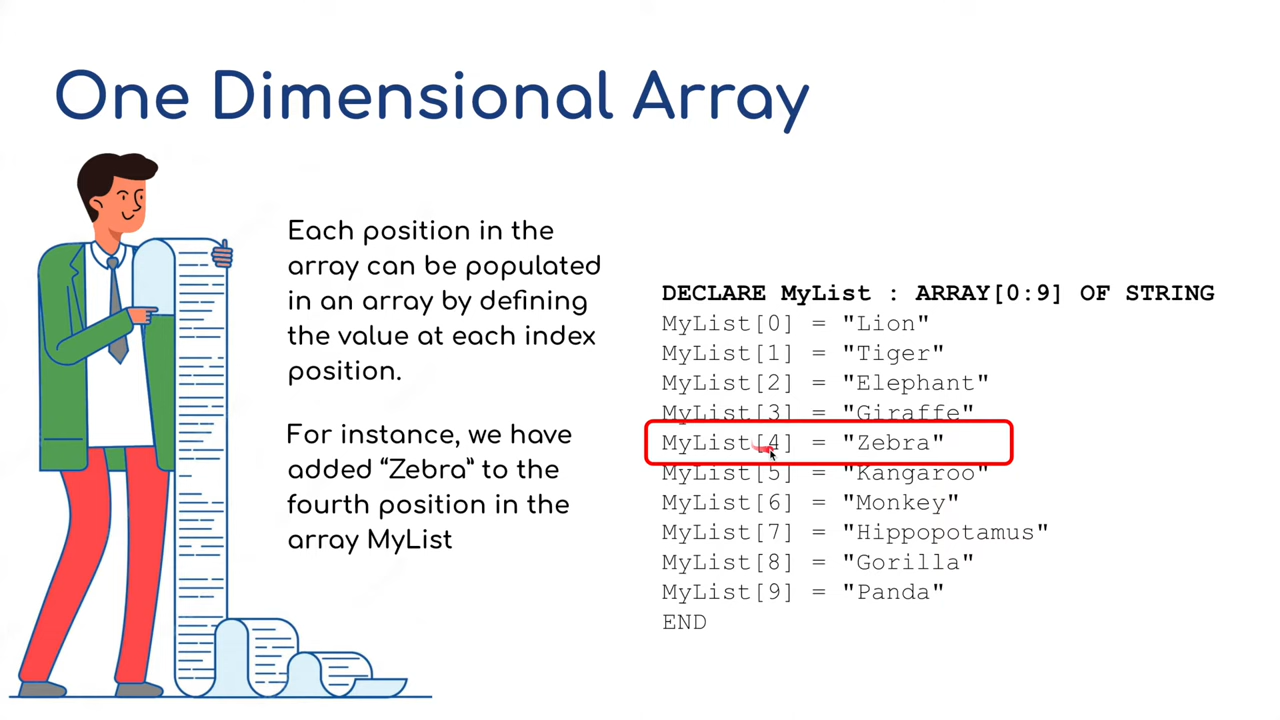 One Dimensional Array
Each position in the
array can be populated
in an array by defining
the value at each index
position.
For instance, we have
added “Zebra” to the
fourth position in the
array MyList
DECLARE MyList : ARRAY[0:9] OF STRING
MyList[0] = "Lion"
MyList[1] = "Tiger"
MyList[2] = "Elephant"
MyList[3] = "Giraffe"
MyList[4] = "Zebra"
MyList[5] = "Kangaroo"
MyList[6] = "Monkey"
MyList[7] = "Hippopotamus"
MyList[8] = "Gorilla"
MyList[9] = "Panda"
END